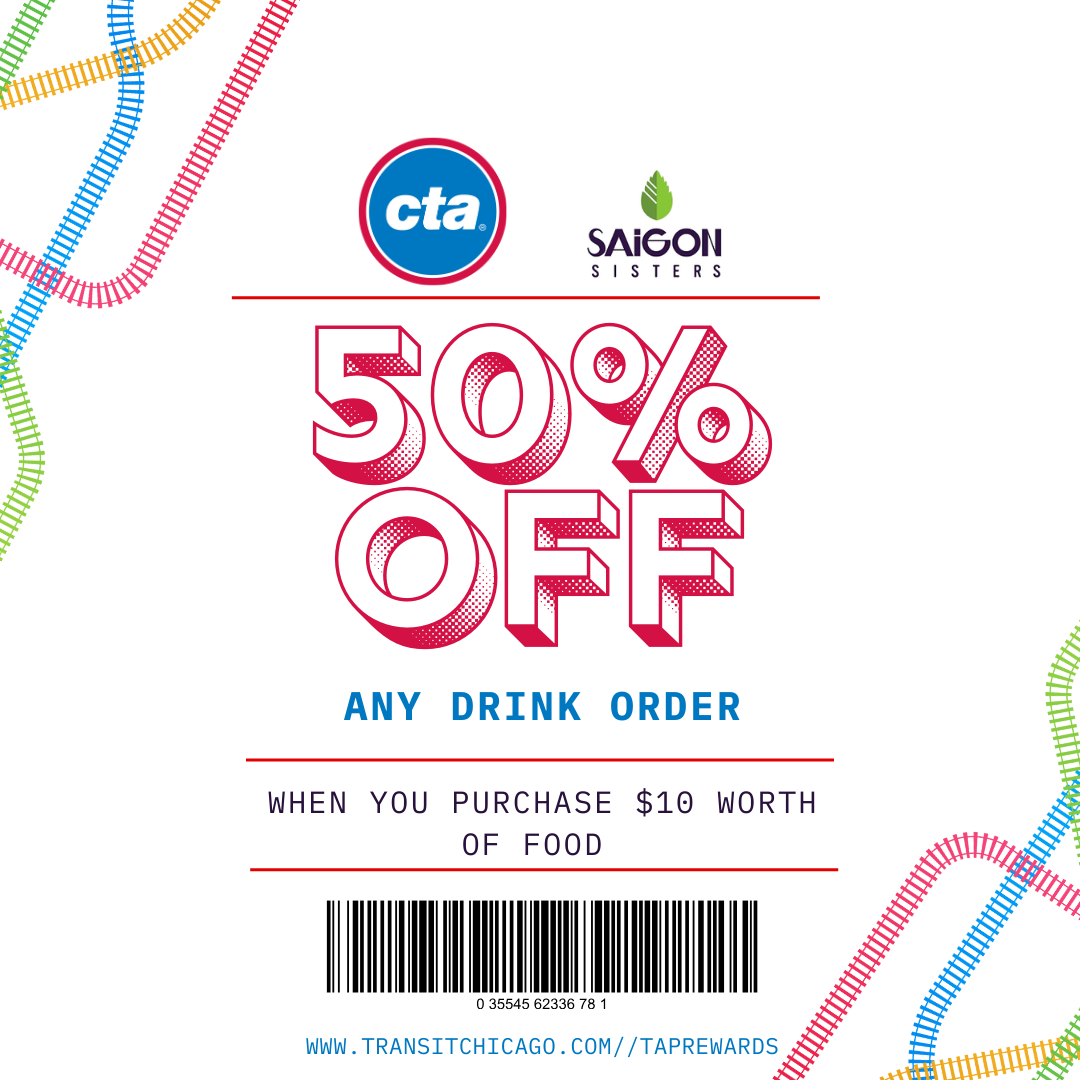 cta®
SAiGON
SISTERS
50%
OFF
ANY DRINK ORDER
WHEN YOU PURCHASE $10 WORTH
OF FOOD
0 35545 62336 78 1
WWW.TRANSITCHICAGO.COM//TAPREWARDS